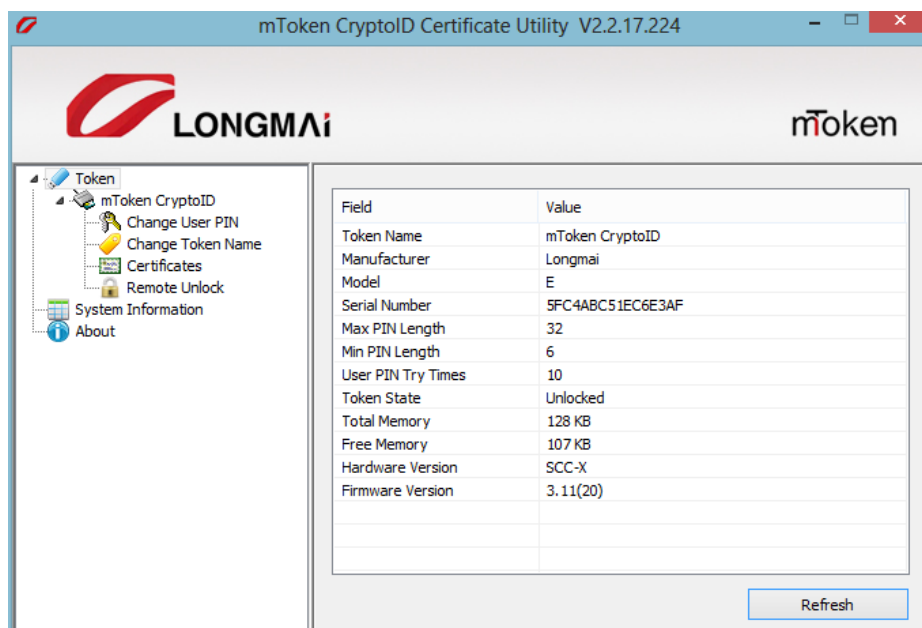 mToken CryptoID Certificate Utility V2.2.17.224
LONGMAi
mToken
Token
mToken CryptoID
Change User PIN
Change Token Name
Certificates
Remote Unlock
System Information
About
Field Value
Token Name mToken CryptoID
Manufacturer Longmai
Model E
Serial Number 5FC4ABC51EC6E3AF
Max PIN Length 32
Min PIN Length 6
User PIN Try Times 10
Token State Unlocked
Total Memory 128 KB
Free Memory 107 KB
Hardware Version SCC-X
Firmware Version 3.11(20)
Refresh